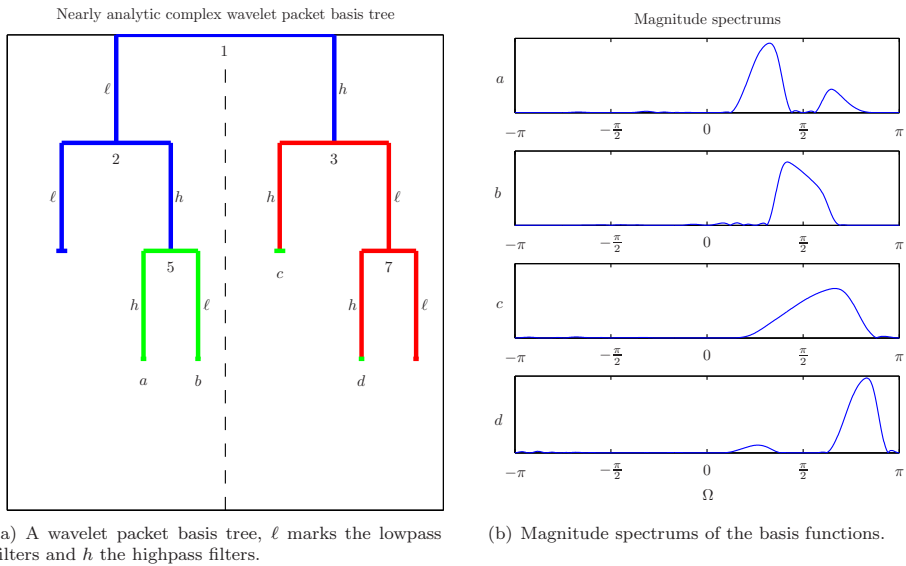 Nearly analytic complex wavelet packet basis tree
1
ℓ
h
2
3
ℓ
h
h
ℓ
5
c
7
h
ℓ
h
ℓ
a
b
d
a) A wavelet packet basis tree, ℓ marks the lowpass
ilters and h the highpass filters.
Magnitude spectrums
a
−π
−π/2
0
π/2
π
b
−π
−π/2
0
π/2
π
c
−π
−π/2
0
π/2
π
d
−π
−π/2
0
π/2
π
Ω
(b) Magnitude spectrums of the basis functions.